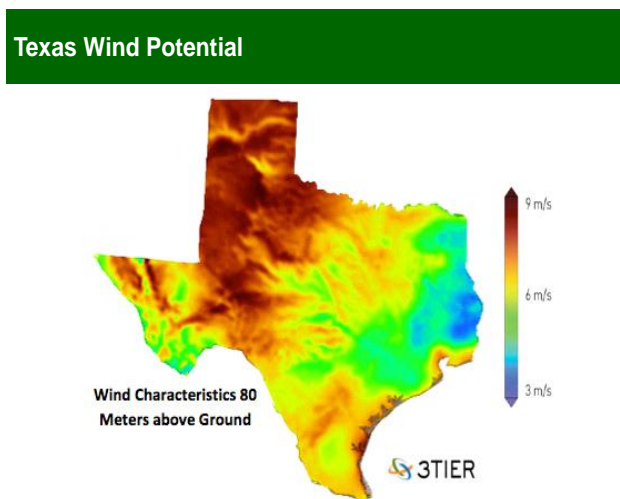 Texas Wind Potential
9 m/s
6 m/s
3 m/s
Wind Characteristics 80
Meters above Ground
3TIER